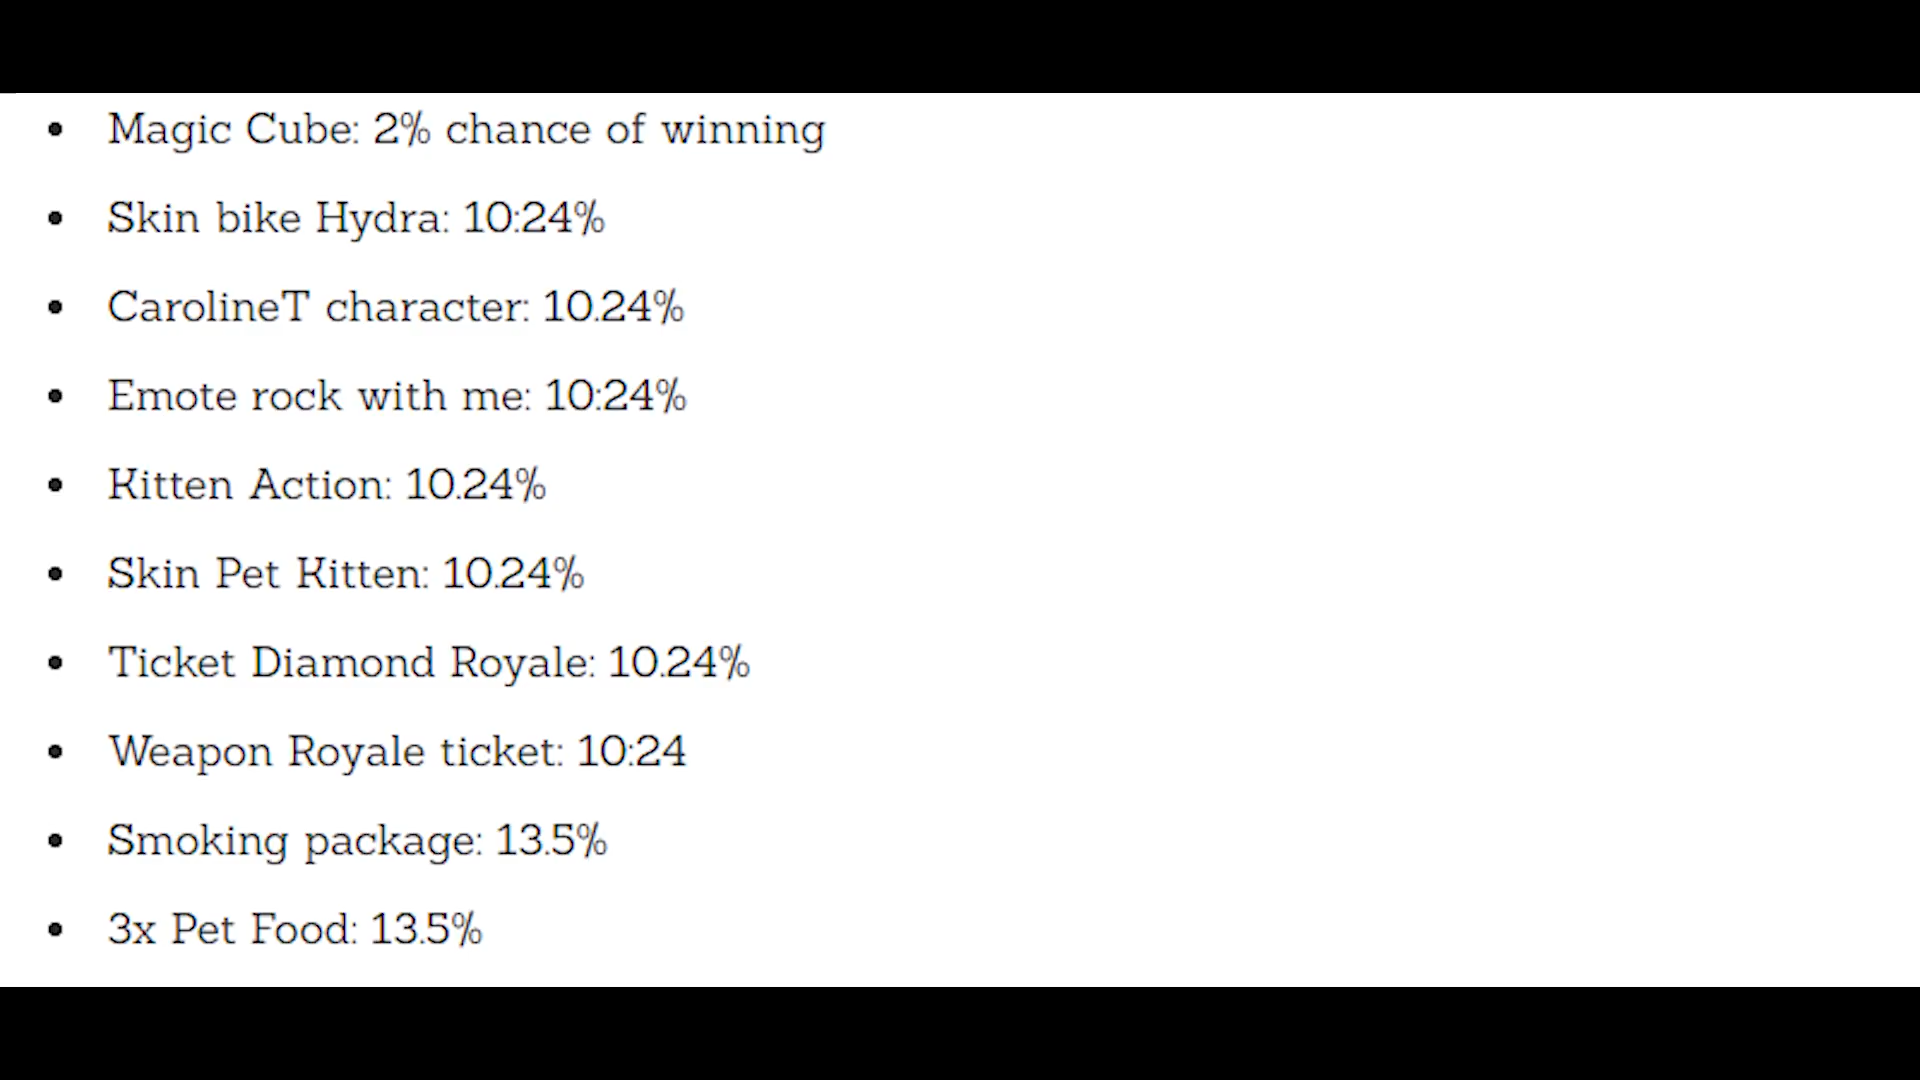 • Magic Cube: 2% chance of winning
• Skin bike Hydra: 10:24%
• CarolineT character: 10.24%
• Emote rock with me: 10:24%
• Kitten Action: 10.24%
• Skin Pet Kitten: 10.24%
• Ticket Diamond Royale: 10.24%
• Weapon Royale ticket: 10:24
• Smoking package: 13.5%
• 3x Pet Food: 13.5%